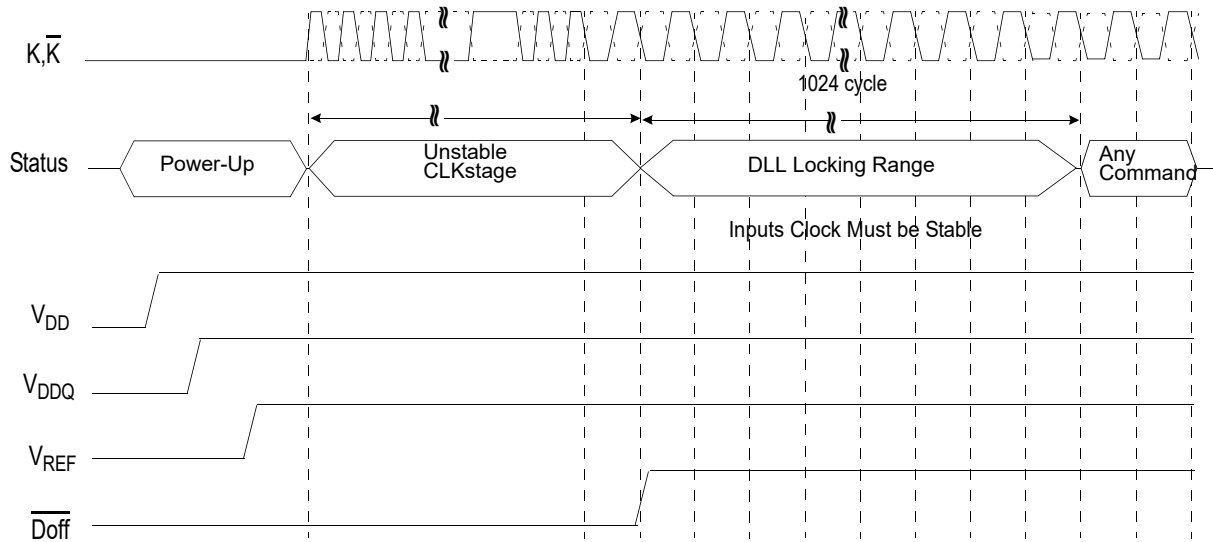 K,K̅
1024 cycle
Status
Power-Up
Unstable
CLKstage
DLL Locking Range
Any
Command
Inputs Clock Must be Stable
VDD
VDDQ
VREF
D̅o̅f̅f̅